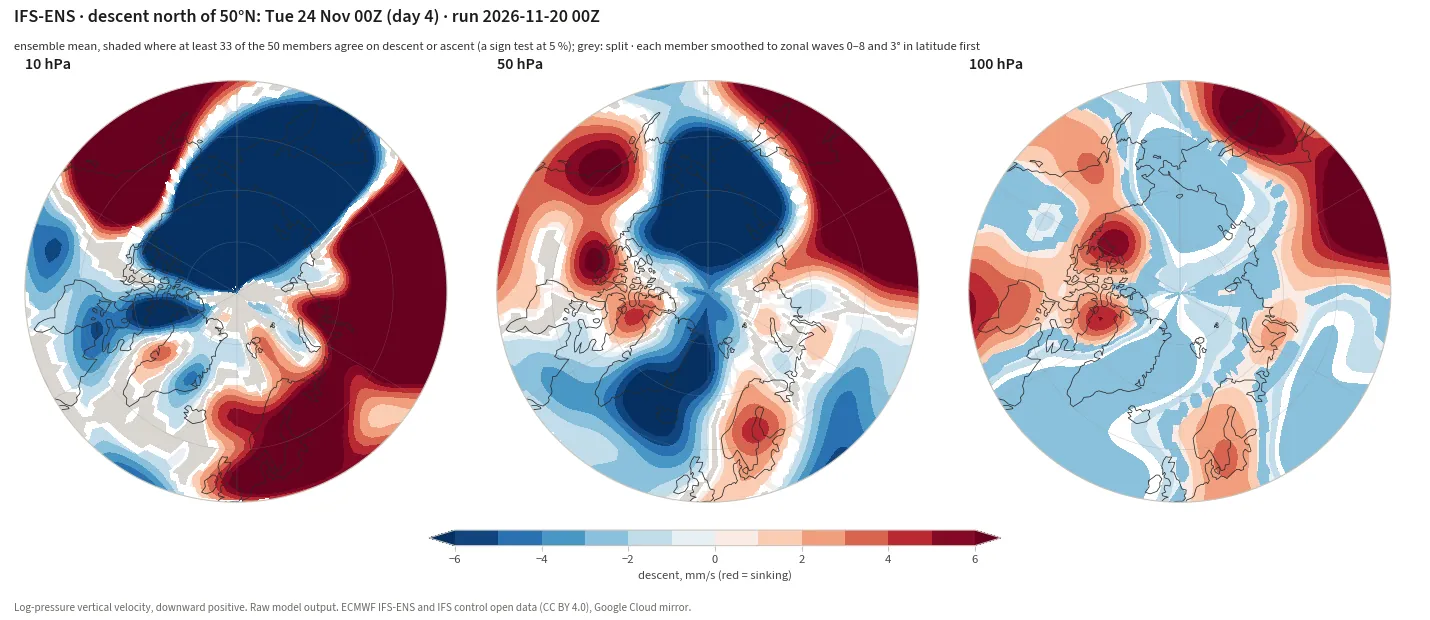 IFS-ENS · descent north of 50°N: Tue 24 Nov 00Z (day 4) · run 2026-11-20 00Z
ensemble mean, shaded where at least 33 of the 50 members agree on descent or ascent (a sign test at 5 %); grey: split · each member smoothed to zonal waves 0–8 and 3° in latitude first
10 hPa
50 hPa
100 hPa
−6 −4 −2 0 2 4 6
descent, mm/s (red = sinking)
Log-pressure vertical velocity, downward positive. Raw model output. ECMWF IFS-ENS and IFS control open data (CC BY 4.0), Google Cloud mirror.